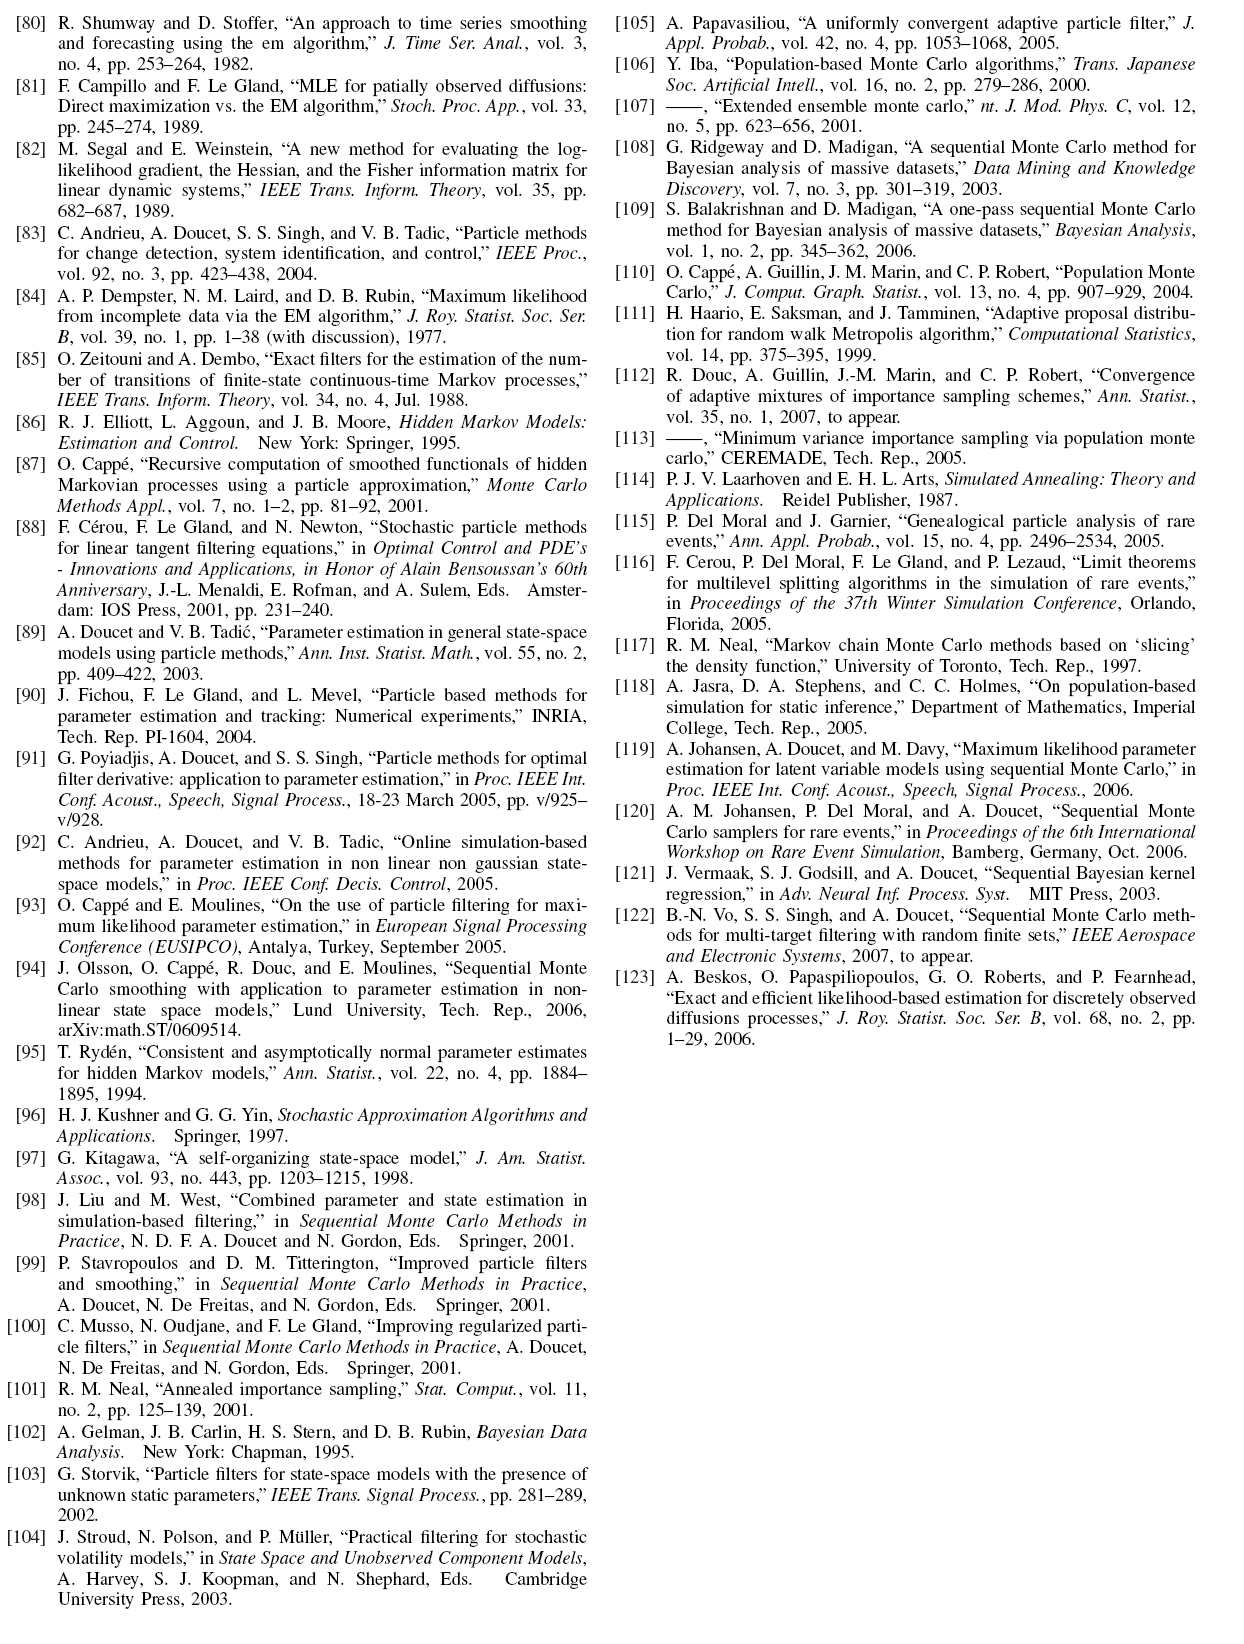 [80] R. Shumway and D. Stoffer, “An approach to time series smoothing
and forecasting using the em algorithm,” J. Time Ser. Anal., vol. 3,
no. 4, pp. 253–264, 1982.
[81] F. Campillo and F. Le Gland, “MLE for patially observed diffusions:
Direct maximization vs. the EM algorithm,” Stoch. Proc. App., vol. 33,
pp. 245–274, 1989.
[82] M. Segal and E. Weinstein, “A new method for evaluating the log-
likelihood gradient, the Hessian, and the Fisher information matrix for
linear dynamic systems,” IEEE Trans. Inform. Theory, vol. 35, pp.
682–687, 1989.
[83] C. Andrieu, A. Doucet, S. S. Singh, and V. B. Tadic, “Particle methods
for change detection, system identification, and control,” IEEE Proc.,
vol. 92, no. 3, pp. 423–438, 2004.
[84] A. P. Dempster, N. M. Laird, and D. B. Rubin, “Maximum likelihood
from incomplete data via the EM algorithm,” J. Roy. Statist. Soc. Ser.
B, vol. 39, no. 1, pp. 1–38 (with discussion), 1977.
[85] O. Zeitouni and A. Dembo, “Exact filters for the estimation of the num-
ber of transitions of finite-state continuous-time Markov processes,”
IEEE Trans. Inform. Theory, vol. 34, no. 4, Jul. 1988.
[86] R. J. Elliott, L. Aggoun, and J. B. Moore, Hidden Markov Models:
Estimation and Control. New York: Springer, 1995.
[87] O. Cappé, “Recursive computation of smoothed functionals of hidden
Markovian processes using a particle approximation,” Monte Carlo
Methods Appl., vol. 7, no. 1–2, pp. 81–92, 2001.
[88] F. Cérou, F. Le Gland, and N. Newton, “Stochastic particle methods
for linear tangent filtering equations,” in Optimal Control and PDE's
- Innovations and Applications, in Honor of Alain Bensoussan's 60th
Anniversary, J.-L. Menaldi, E. Rofman, and A. Sulem, Eds. Amster-
dam: IOS Press, 2001, pp. 231–240.
[89] A. Doucet and V. B. Tadić, “Parameter estimation in general state-space
models using particle methods,” Ann. Inst. Statist. Math., vol. 55, no. 2,
pp. 409–422, 2003.
[90] J. Fichou, F. Le Gland, and L. Mevel, “Particle based methods for
parameter estimation and tracking: Numerical experiments,” INRIA,
Tech. Rep. PI-1604, 2004.
[91] G. Poyiadjis, A. Doucet, and S. S. Singh, “Particle methods for optimal
filter derivative: application to parameter estimation,” in Proc. IEEE Int.
Conf. Acoust., Speech, Signal Process., 18-23 March 2005, pp. v/925–
v/928.
[92] C. Andrieu, A. Doucet, and V. B. Tadic, “Online simulation-based
methods for parameter estimation in non linear non gaussian state-
space models,” in Proc. IEEE Conf. Decis. Control, 2005.
[93] O. Cappé and E. Moulines, “On the use of particle filtering for maxi-
mum likelihood parameter estimation,” in European Signal Processing
Conference (EUSIPCO), Antalya, Turkey, September 2005.
[94] J. Olsson, O. Cappé, R. Douc, and E. Moulines, “Sequential Monte
Carlo smoothing with application to parameter estimation in non-
linear state space models,” Lund University, Tech. Rep., 2006,
arXiv:math.ST/0609514.
[95] T. Rydén, “Consistent and asymptotically normal parameter estimates
for hidden Markov models,” Ann. Statist., vol. 22, no. 4, pp. 1884–
1895, 1994.
[96] H. J. Kushner and G. G. Yin, Stochastic Approximation Algorithms and
Applications. Springer, 1997.
[97] G. Kitagawa, “A self-organizing state-space model,” J. Am. Statist.
Assoc., vol. 93, no. 443, pp. 1203–1215, 1998.
[98] J. Liu and M. West, “Combined parameter and state estimation in
simulation-based filtering,” in Sequential Monte Carlo Methods in
Practice, N. D. F. A. Doucet and N. Gordon, Eds. Springer, 2001.
[99] P. Stavropoulos and D. M. Titterington, “Improved particle filters
and smoothing,” in Sequential Monte Carlo Methods in Practice,
A. Doucet, N. De Freitas, and N. Gordon, Eds. Springer, 2001.
[100] C. Musso, N. Oudjane, and F. Le Gland, “Improving regularized parti-
cle filters,” in Sequential Monte Carlo Methods in Practice, A. Doucet,
N. De Freitas, and N. Gordon, Eds. Springer, 2001.
[101] R. M. Neal, “Annealed importance sampling,” Stat. Comput., vol. 11,
no. 2, pp. 125–139, 2001.
[102] A. Gelman, J. B. Carlin, H. S. Stern, and D. B. Rubin, Bayesian Data
Analysis. New York: Chapman, 1995.
[103] G. Storvik, “Particle filters for state-space models with the presence of
unknown static parameters,” IEEE Trans. Signal Process., pp. 281–289,
2002.
[104] J. Stroud, N. Polson, and P. Müller, “Practical filtering for stochastic
volatility models,” in State Space and Unobserved Component Models,
A. Harvey, S. J. Koopman, and N. Shephard, Eds. Cambridge
University Press, 2003.
[105] A. Papavasiliou, “A uniformly convergent adaptive particle filter,” J.
Appl. Probab., vol. 42, no. 4, pp. 1053–1068, 2005.
[106] Y. Iba, “Population-based Monte Carlo algorithms,” Trans. Japanese
Soc. Artificial Intell., vol. 16, no. 2, pp. 279–286, 2000.
[107] ——, “Extended ensemble monte carlo,” nt. J. Mod. Phys. C, vol. 12,
no. 5, pp. 623–656, 2001.
[108] G. Ridgeway and D. Madigan, “A sequential Monte Carlo method for
Bayesian analysis of massive datasets,” Data Mining and Knowledge
Discovery, vol. 7, no. 3, pp. 301–319, 2003.
[109] S. Balakrishnan and D. Madigan, “A one-pass sequential Monte Carlo
method for Bayesian analysis of massive datasets,” Bayesian Analysis,
vol. 1, no. 2, pp. 345–362, 2006.
[110] O. Cappé, A. Guillin, J. M. Marin, and C. P. Robert, “Population Monte
Carlo,” J. Comput. Graph. Statist., vol. 13, no. 4, pp. 907–929, 2004.
[111] H. Haario, E. Saksman, and J. Tamminen, “Adaptive proposal distribu-
tion for random walk Metropolis algorithm,” Computational Statistics,
vol. 14, pp. 375–395, 1999.
[112] R. Douc, A. Guillin, J.-M. Marin, and C. P. Robert, “Convergence
of adaptive mixtures of importance sampling schemes,” Ann. Statist.,
vol. 35, no. 1, 2007, to appear.
[113] ——, “Minimum variance importance sampling via population monte
carlo,” CEREMADE, Tech. Rep., 2005.
[114] P. J. V. Laarhoven and E. H. L. Arts, Simulated Annealing: Theory and
Applications. Reidel Publisher, 1987.
[115] P. Del Moral and J. Garnier, “Genealogical particle analysis of rare
events,” Ann. Appl. Probab., vol. 15, no. 4, pp. 2496–2534, 2005.
[116] F. Cerou, P. Del Moral, F. Le Gland, and P. Lezaud, “Limit theorems
for multilevel splitting algorithms in the simulation of rare events,”
in Proceedings of the 37th Winter Simulation Conference, Orlando,
Florida, 2005.
[117] R. M. Neal, “Markov chain Monte Carlo methods based on ‘slicing’
the density function,” University of Toronto, Tech. Rep., 1997.
[118] A. Jasra, D. A. Stephens, and C. C. Holmes, “On population-based
simulation for static inference,” Department of Mathematics, Imperial
College, Tech. Rep., 2005.
[119] A. Johansen, A. Doucet, and M. Davy, “Maximum likelihood parameter
estimation for latent variable models using sequential Monte Carlo,” in
Proc. IEEE Int. Conf. Acoust., Speech, Signal Process., 2006.
[120] A. M. Johansen, P. Del Moral, and A. Doucet, “Sequential Monte
Carlo samplers for rare events,” in Proceedings of the 6th International
Workshop on Rare Event Simulation, Bamberg, Germany, Oct. 2006.
[121] J. Vermaak, S. J. Godsill, and A. Doucet, “Sequential Bayesian kernel
regression,” in Adv. Neural Inf. Process. Syst. MIT Press, 2003.
[122] B.-N. Vo, S. S. Singh, and A. Doucet, “Sequential Monte Carlo meth-
ods for multi-target filtering with random finite sets,” IEEE Aerospace
and Electronic Systems, 2007, to appear.
[123] A. Beskos, O. Papaspiliopoulos, G. O. Roberts, and P. Fearnhead,
“Exact and efficient likelihood-based estimation for discretely observed
diffusions processes,” J. Roy. Statist. Soc. Ser. B, vol. 68, no. 2, pp.
1–29, 2006.